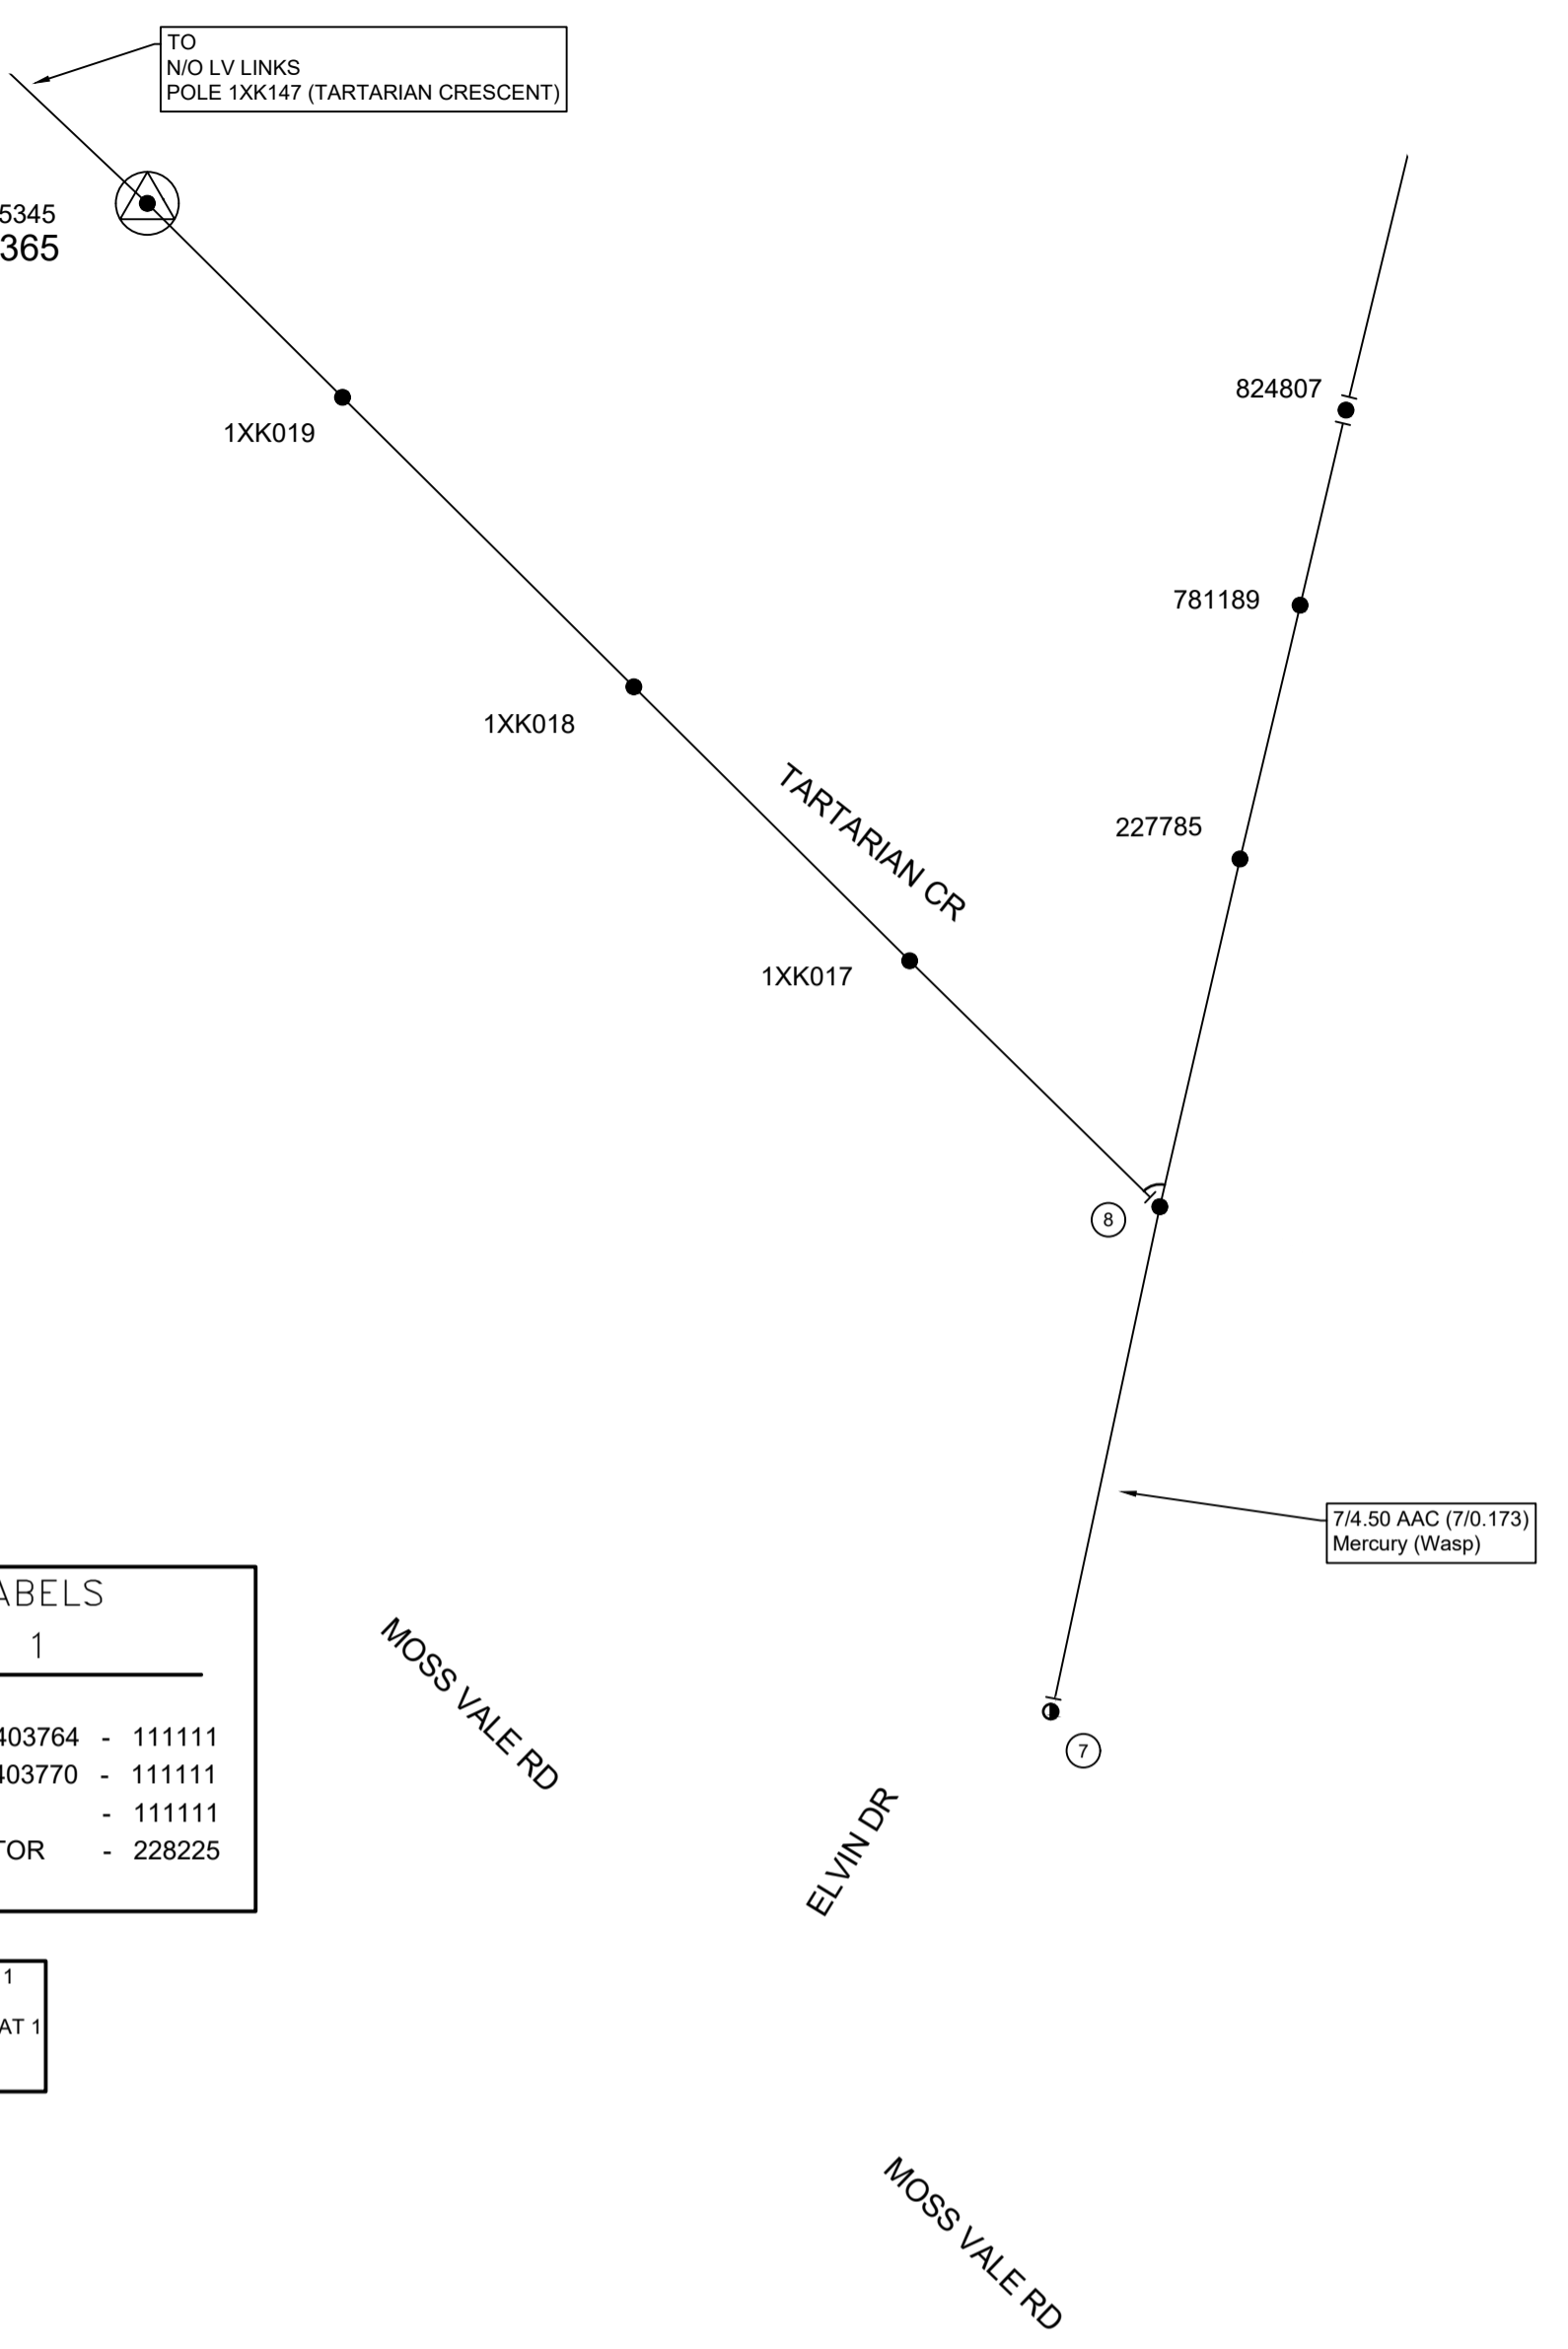 TO
N/O LV LINKS
POLE 1XK147 (TARTARIAN CRESCENT)
5345
365
824807
1XK019
781189
1XK018
TARTARIAN CR
227785
1XK017
8
7/4.50 AAC (7/0.173)
Mercury (Wasp)
ABELS
1
MOSS VALE RD
403764 - 111111
403770 - 111111
- 111111
TOR - 228225
7
ELVIN DR
1
AT 1
MOSS VALE RD